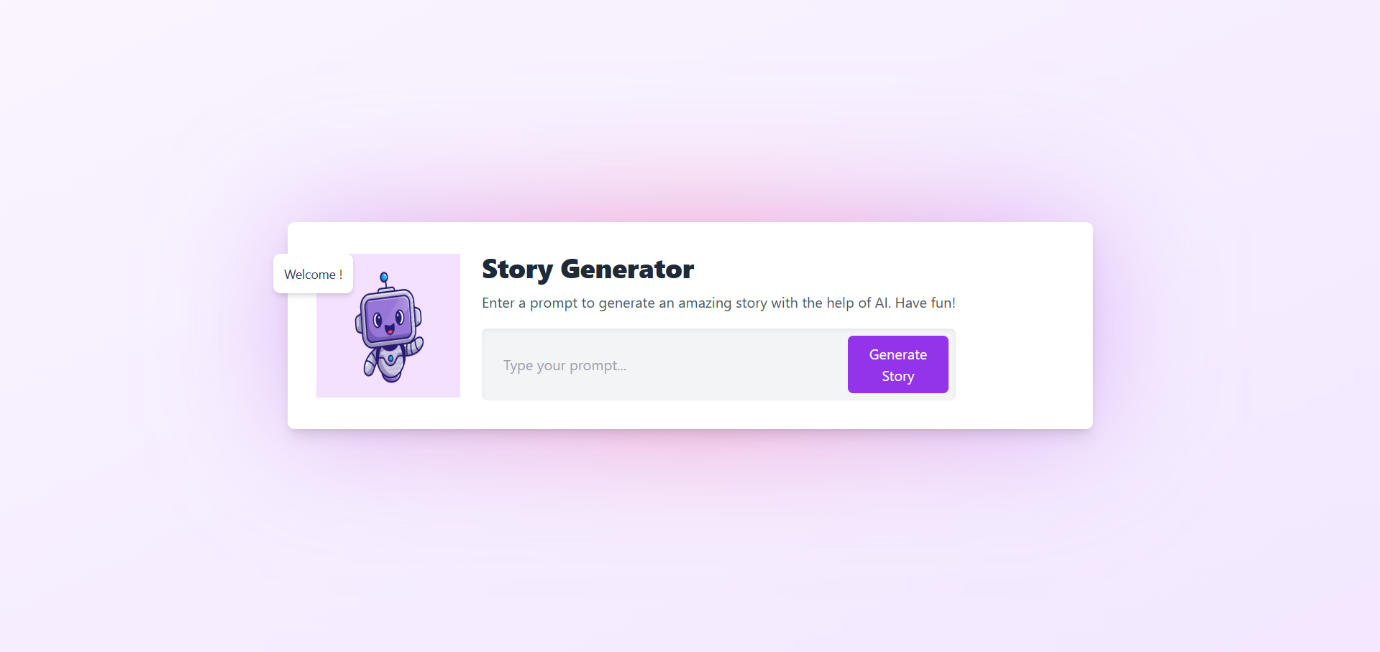 Welcome !
Story Generator
Enter a prompt to generate an amazing story with the help of AI. Have fun!
Type your prompt...
Generate
Story